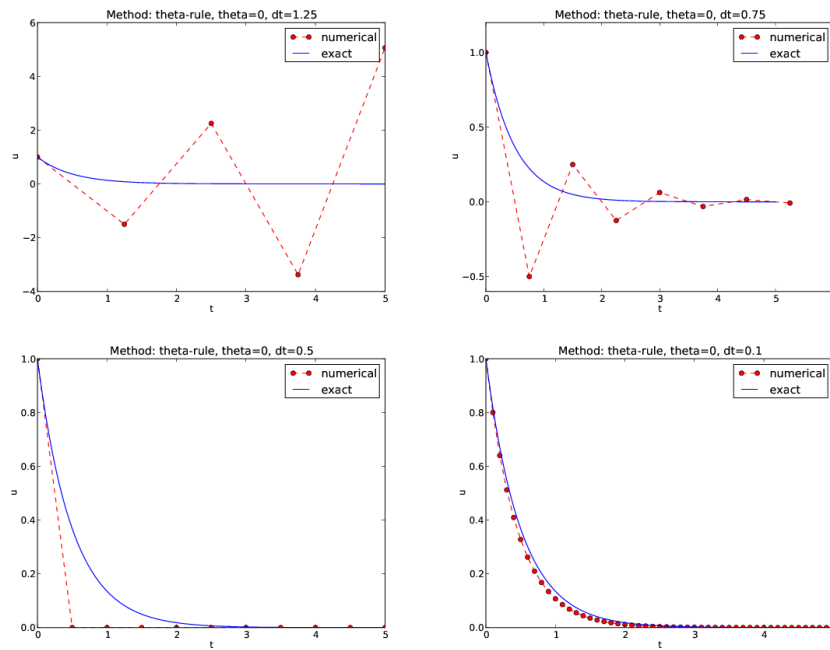 Method: theta-rule, theta=0, dt=1.25
6
4
2
0
−2
−4
u
0 1 2 3 4 5
t
numerical
exact
Method: theta-rule, theta=0, dt=0.75
1.0
0.5
0.0
−0.5
u
0 1 2 3 4 5
t
numerical
exact
Method: theta-rule, theta=0, dt=0.5
1.0
0.8
0.6
0.4
0.2
0.0
u
0 1 2 3 4 5
t
numerical
exact
Method: theta-rule, theta=0, dt=0.1
1.0
0.8
0.6
0.4
0.2
0.0
u
0 1 2 3 4
t
numerical
exact